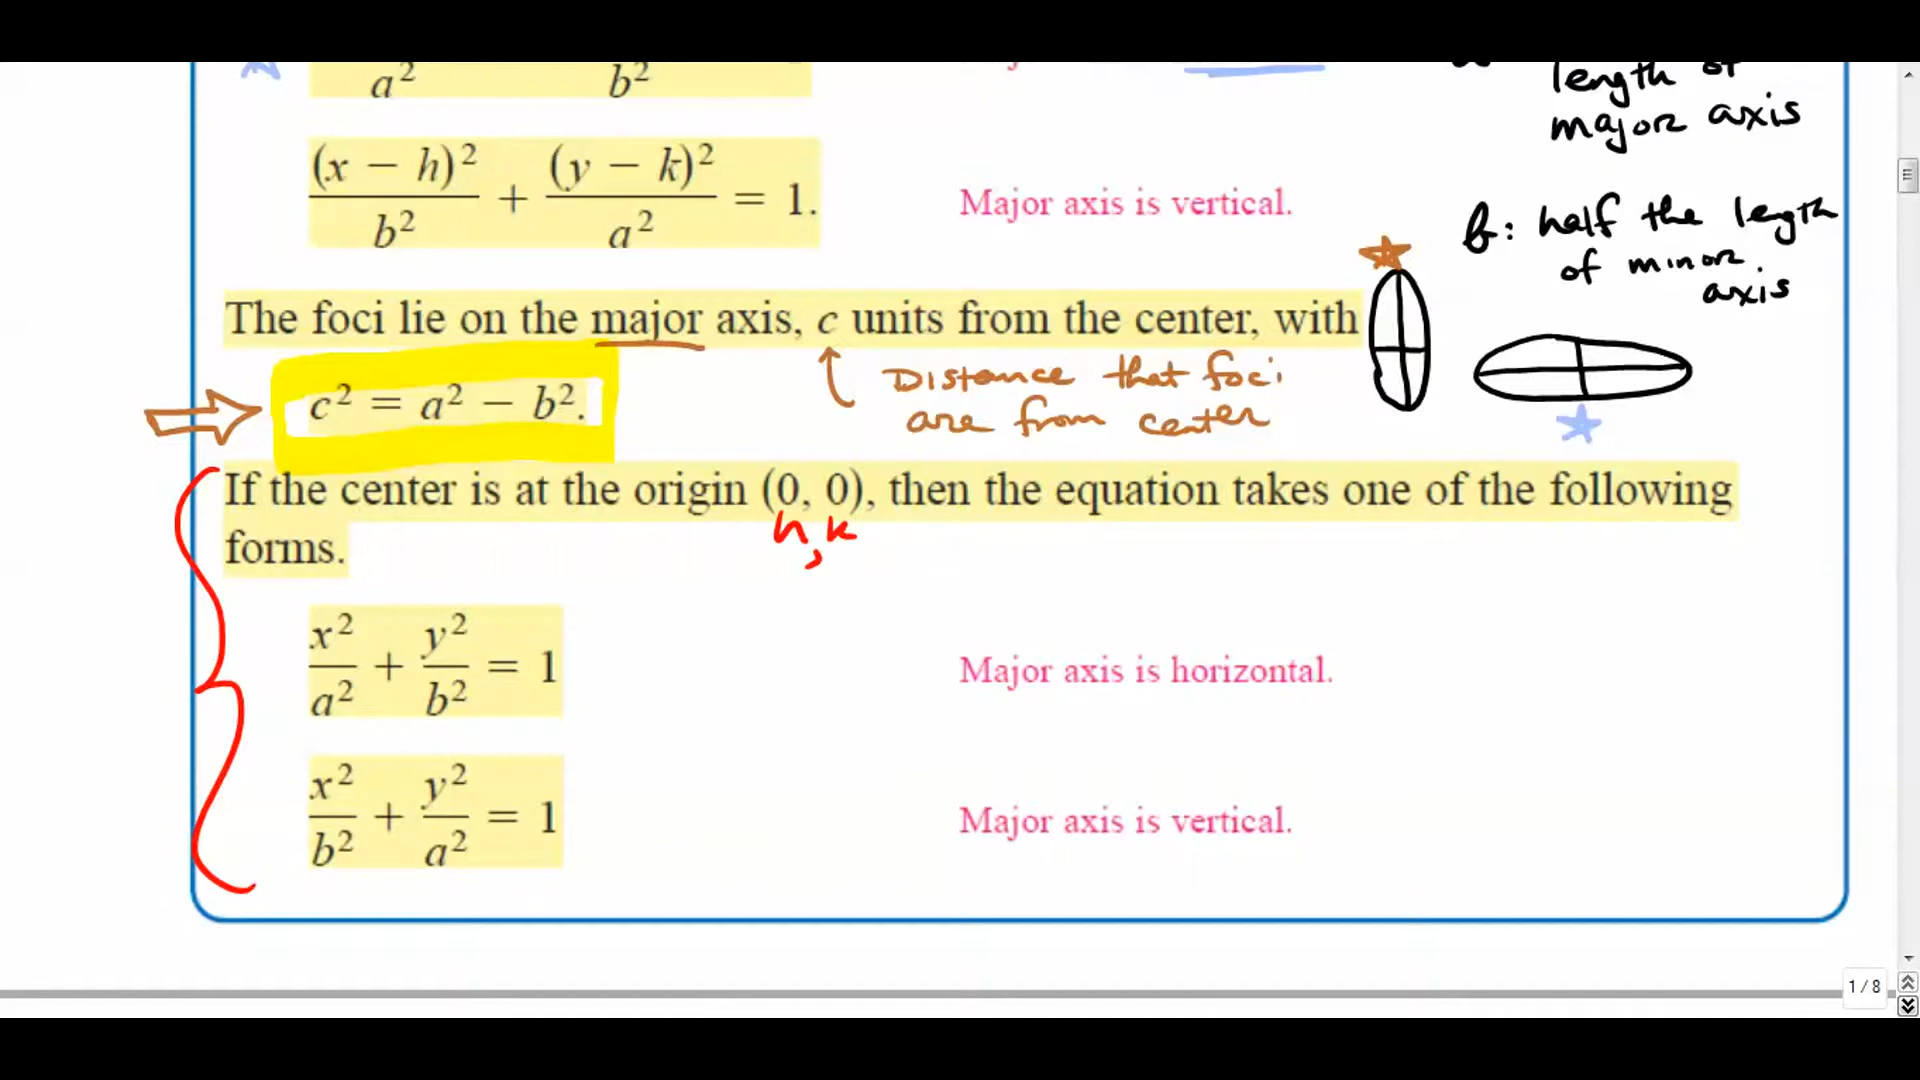 a² b²
length of
major axis
(x − h)² / b² + (y − k)² / a² = 1.
Major axis is vertical.
b: half the length
of minor
axis
The foci lie on the major axis, c units from the center, with
Distance that foci
are from center
c² = a² − b².
If the center is at the origin (0, 0), then the equation takes one of the following
h, k
forms.
x² / a² + y² / b² = 1
Major axis is horizontal.
x² / b² + y² / a² = 1
Major axis is vertical.
1 / 8